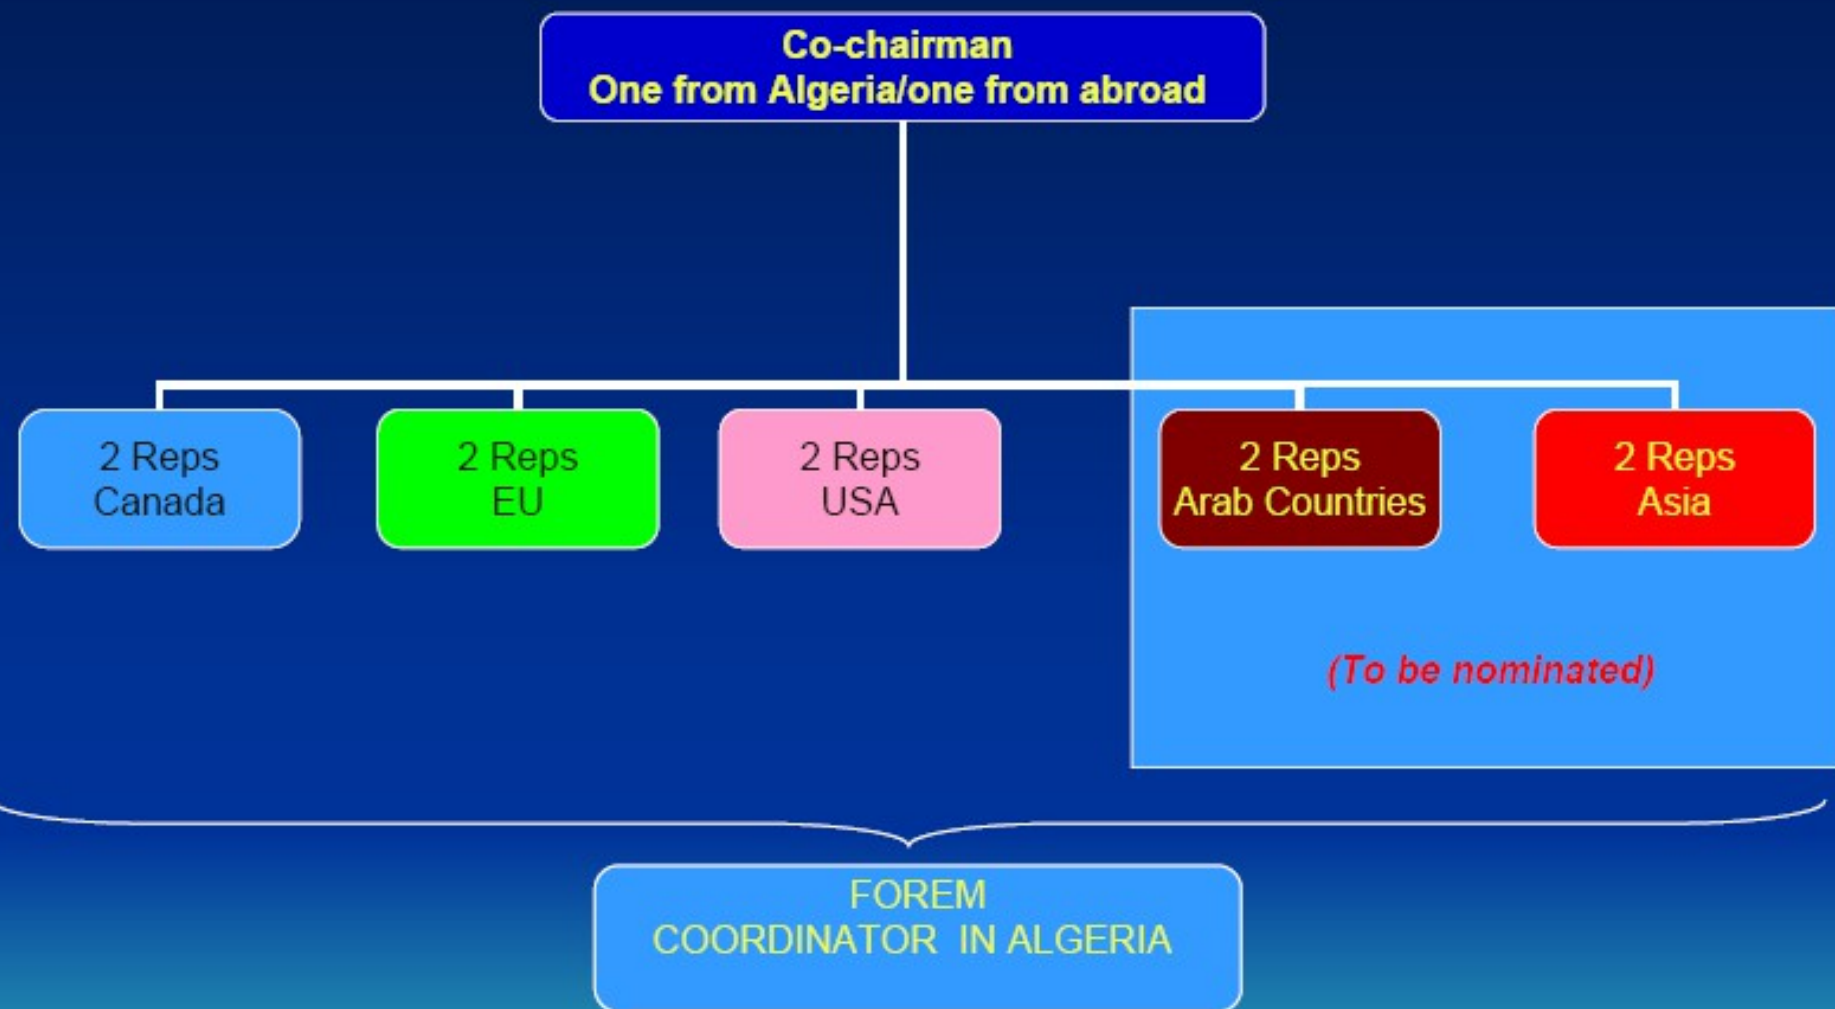 Co-chairman
One from Algeria/one from abroad
2 Reps
Canada
2 Reps
EU
2 Reps
USA
2 Reps
Arab Countries
2 Reps
Asia
(To be nominated)
FOREM
COORDINATOR IN ALGERIA